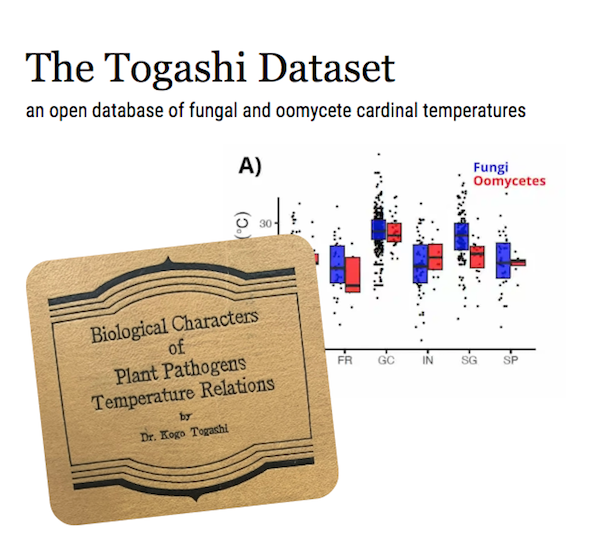 The Togashi Dataset
an open database of fungal and oomycete cardinal temperatures
A)
Fungi
Oomycetes
(°C)
30
FR GC IN SG SP
Biological Characters
of
Plant Pathogens
Temperature Relations
by
Dr. Kogo Togashi